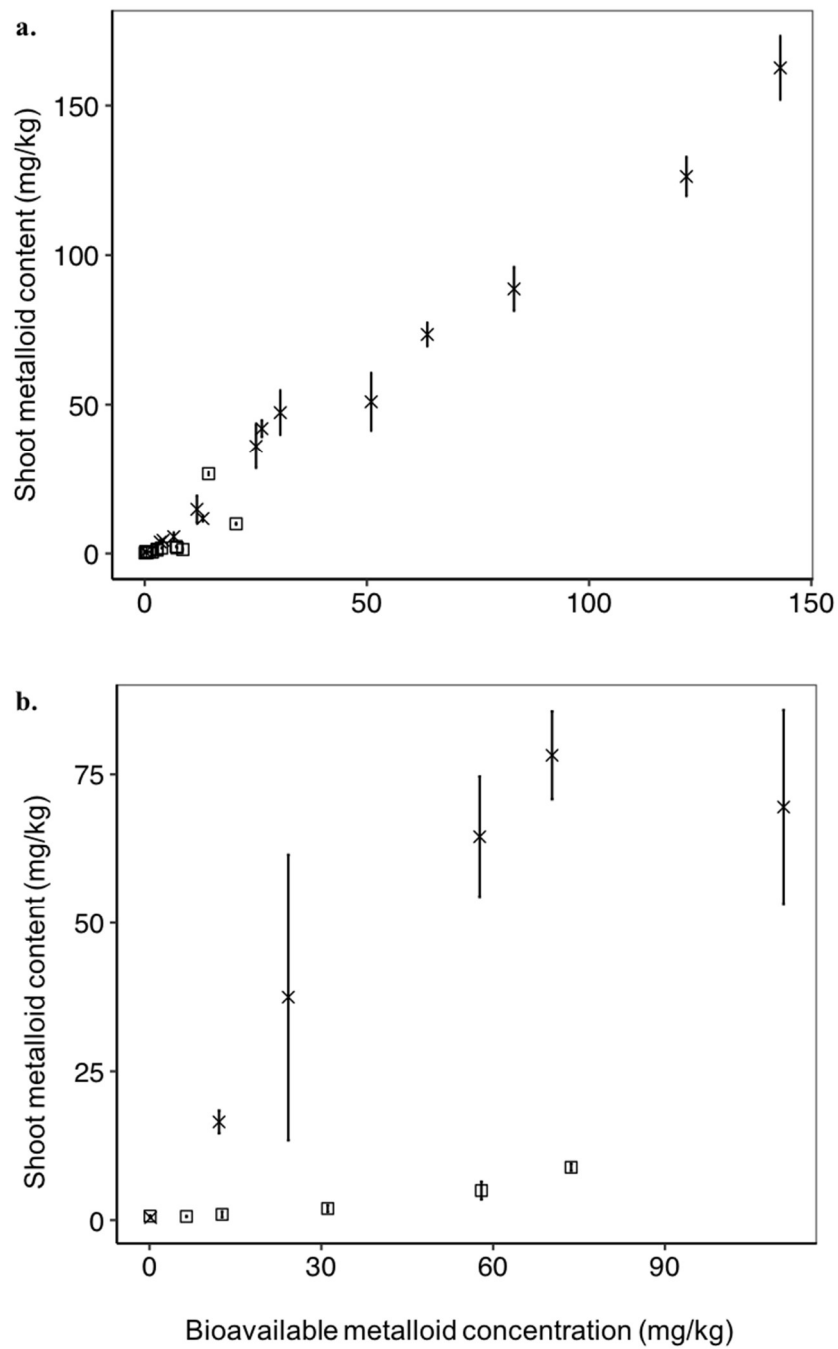 a.
Shoot metalloid content (mg/kg)
150
100
50
0
0 50 100 150
b.
Shoot metalloid content (mg/kg)
75
50
25
0
0 30 60 90
Bioavailable metalloid concentration (mg/kg)